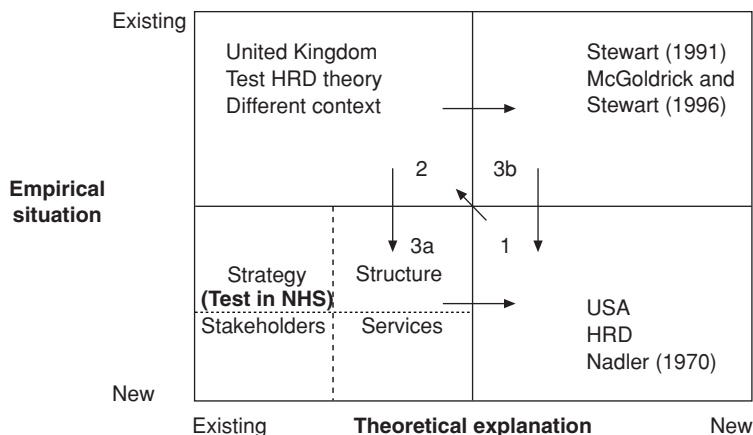 Existing
United Kingdom
Test HRD theory
Different context
Stewart (1991)
McGoldrick and
Stewart (1996)
2
3b
Empirical
situation
3a
1
Strategy
Structure
(Test in NHS)
Stakeholders
Services
USA
HRD
Nadler (1970)
New
Existing
Theoretical explanation
New